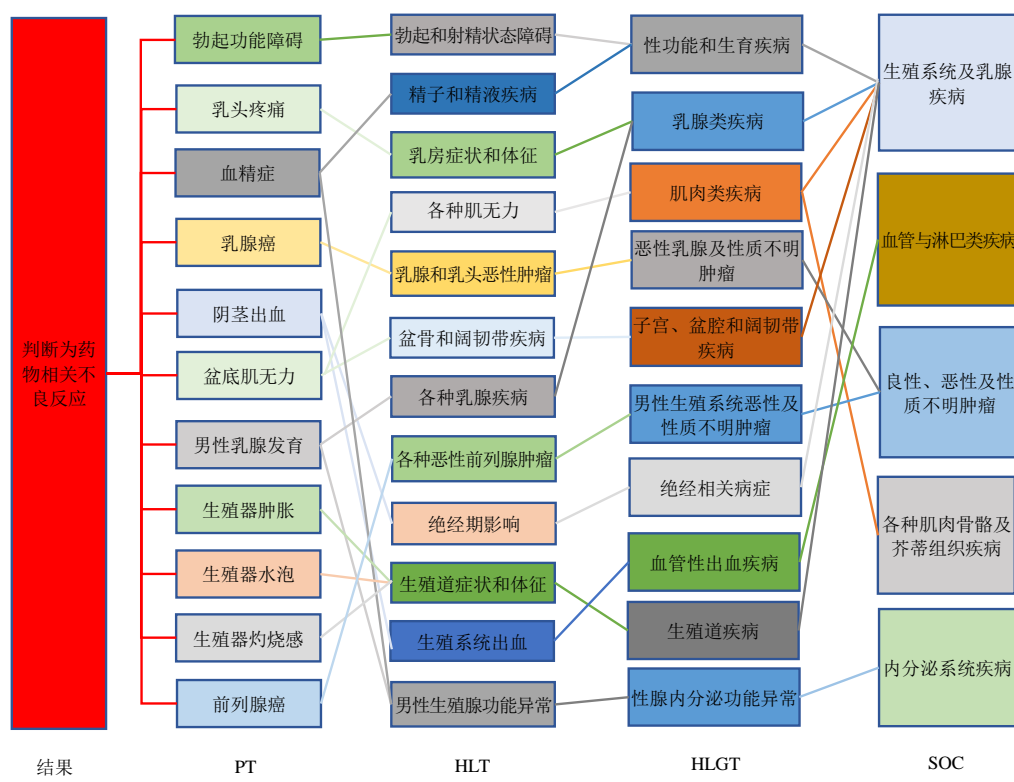 判断为药
物相关不
良反应
勃起功能障碍
乳头疼痛
血精症
乳腺癌
阴茎出血
盆底肌无力
男性乳腺发育
生殖器肿胀
生殖器水泡
生殖器灼烧感
前列腺癌
勃起和射精状态障碍
精子和精液疾病
乳房症状和体征
各种肌无力
乳腺和乳头恶性肿瘤
盆骨和阔韧带疾病
各种乳腺疾病
各种恶性前列腺肿瘤
绝经期影响
生殖道症状和体征
生殖系统出血
男性生殖腺功能异常
性功能和生育疾病
乳腺类疾病
肌肉类疾病
恶性乳腺及性质不明
肿瘤
子宫、盆腔和阔韧带
疾病
男性生殖系统恶性及
性质不明肿瘤
绝经相关病症
血管性出血疾病
生殖道疾病
性腺内分泌功能异常
生殖系统及乳腺
疾病
血管与淋巴类疾病
良性、恶性及性
质不明肿瘤
各种肌肉骨骼及
芥蒂组织疾病
内分泌系统疾病
结果
PT
HLT
HLGT
SOC